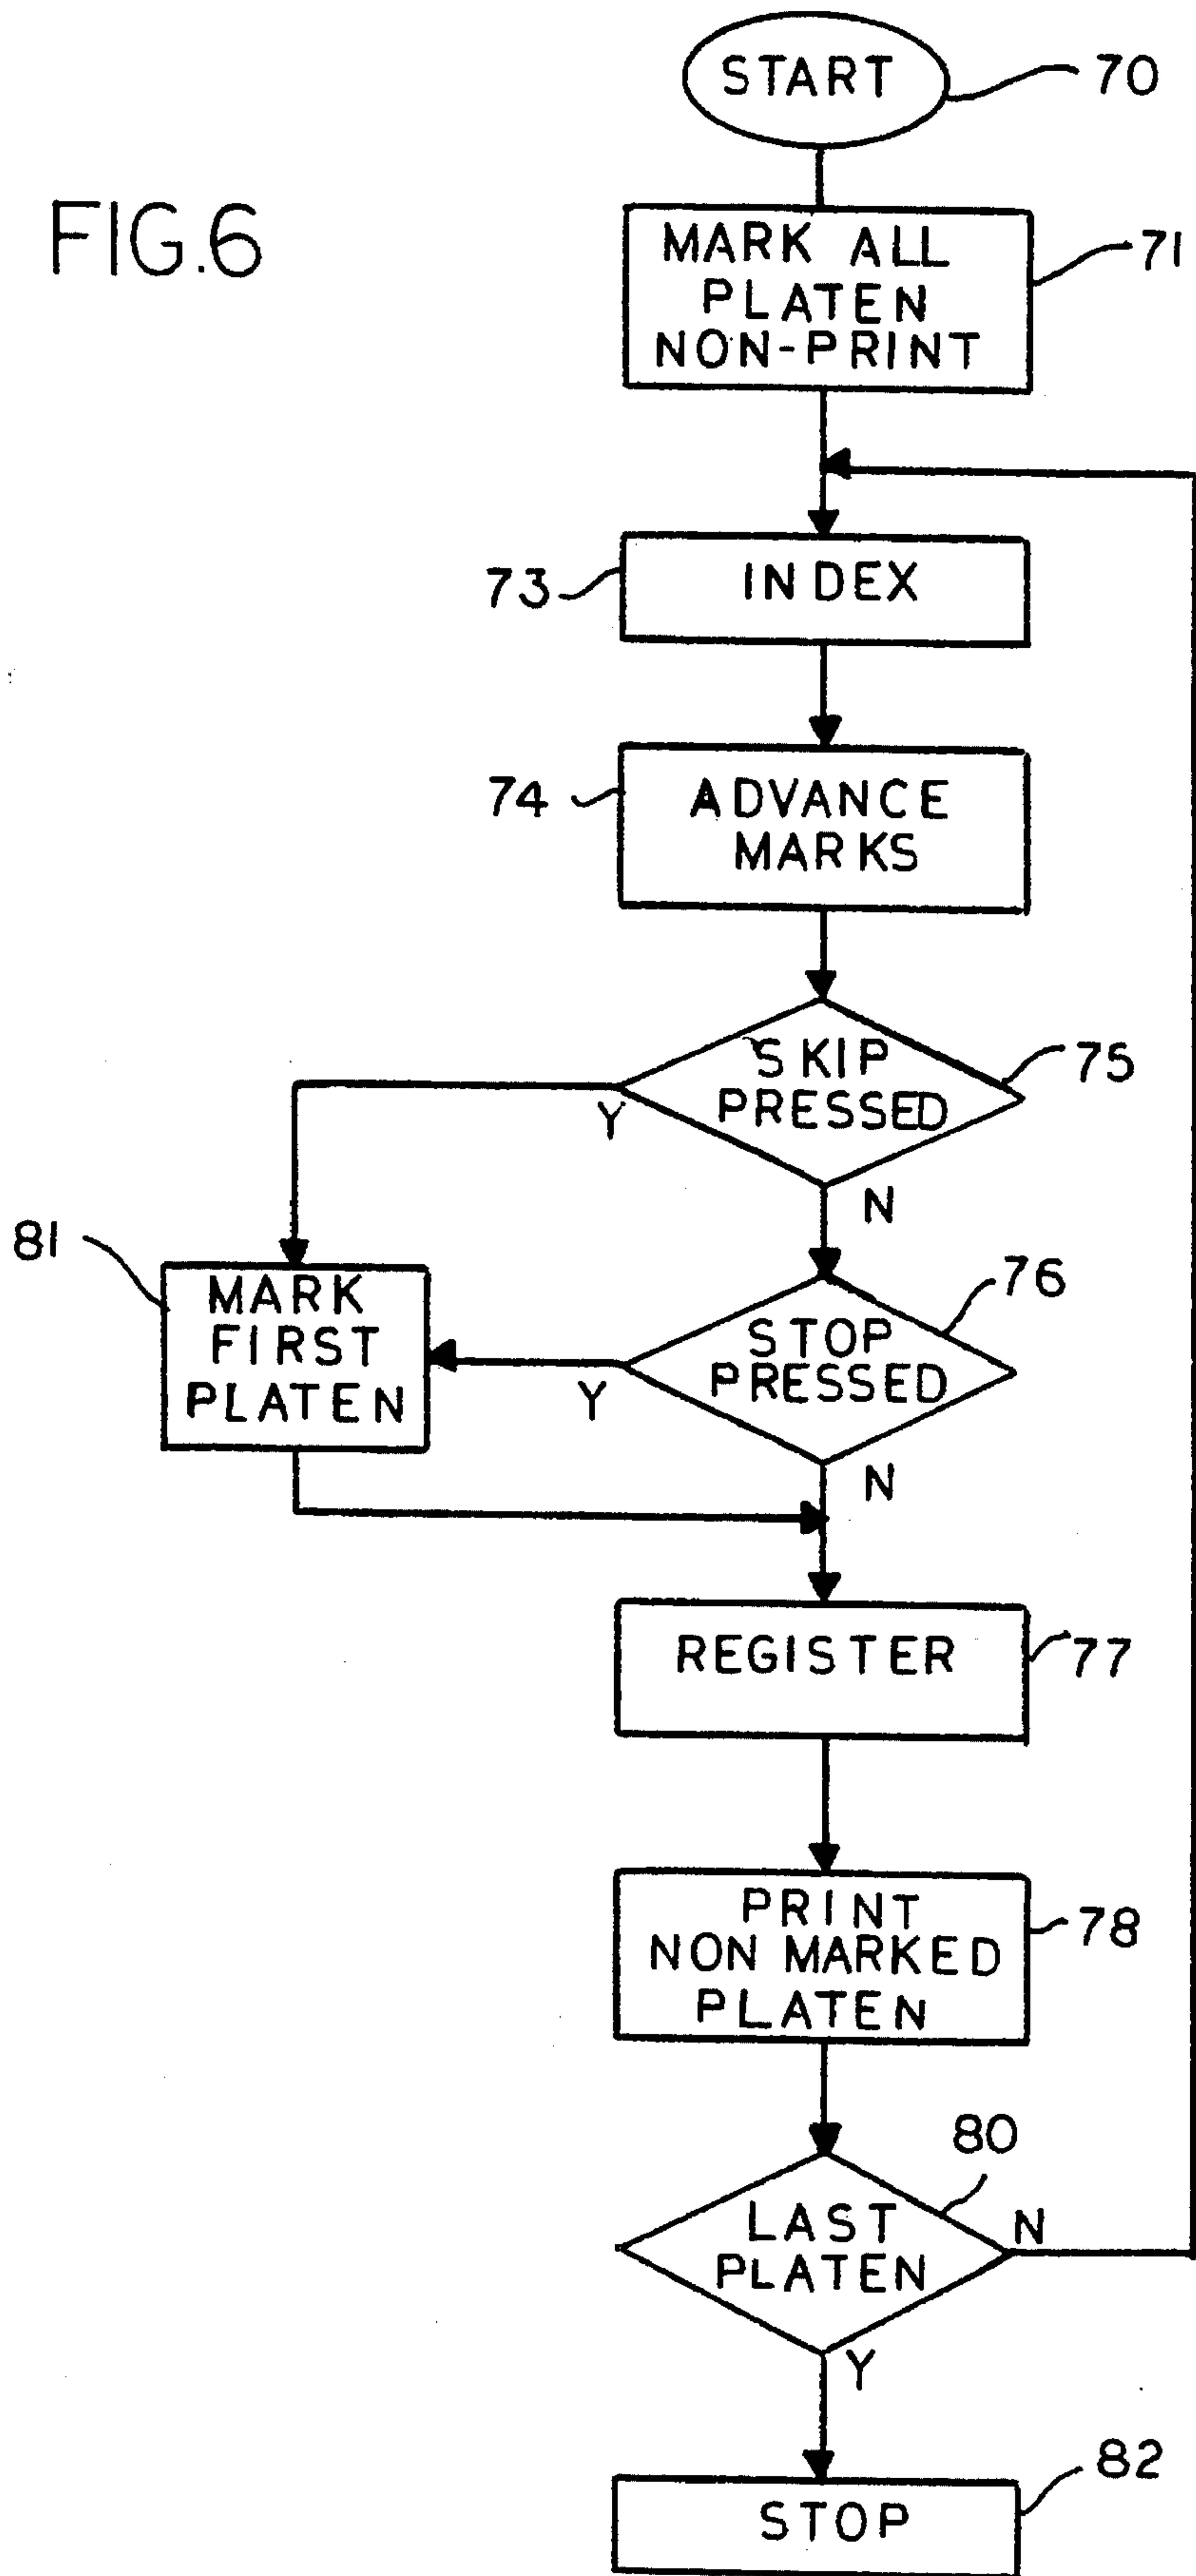 START
70
FIG.6
MARK ALL
PLATEN
NON-PRINT
71
73
INDEX
74
ADVANCE
MARKS
SKIP
PRESSED
75
Y
N
81
MARK
FIRST
PLATEN
76
STOP
PRESSED
Y
N
REGISTER
77
PRINT
NON MARKED
PLATEN
78
80
LAST
PLATEN
N
Y
82
STOP